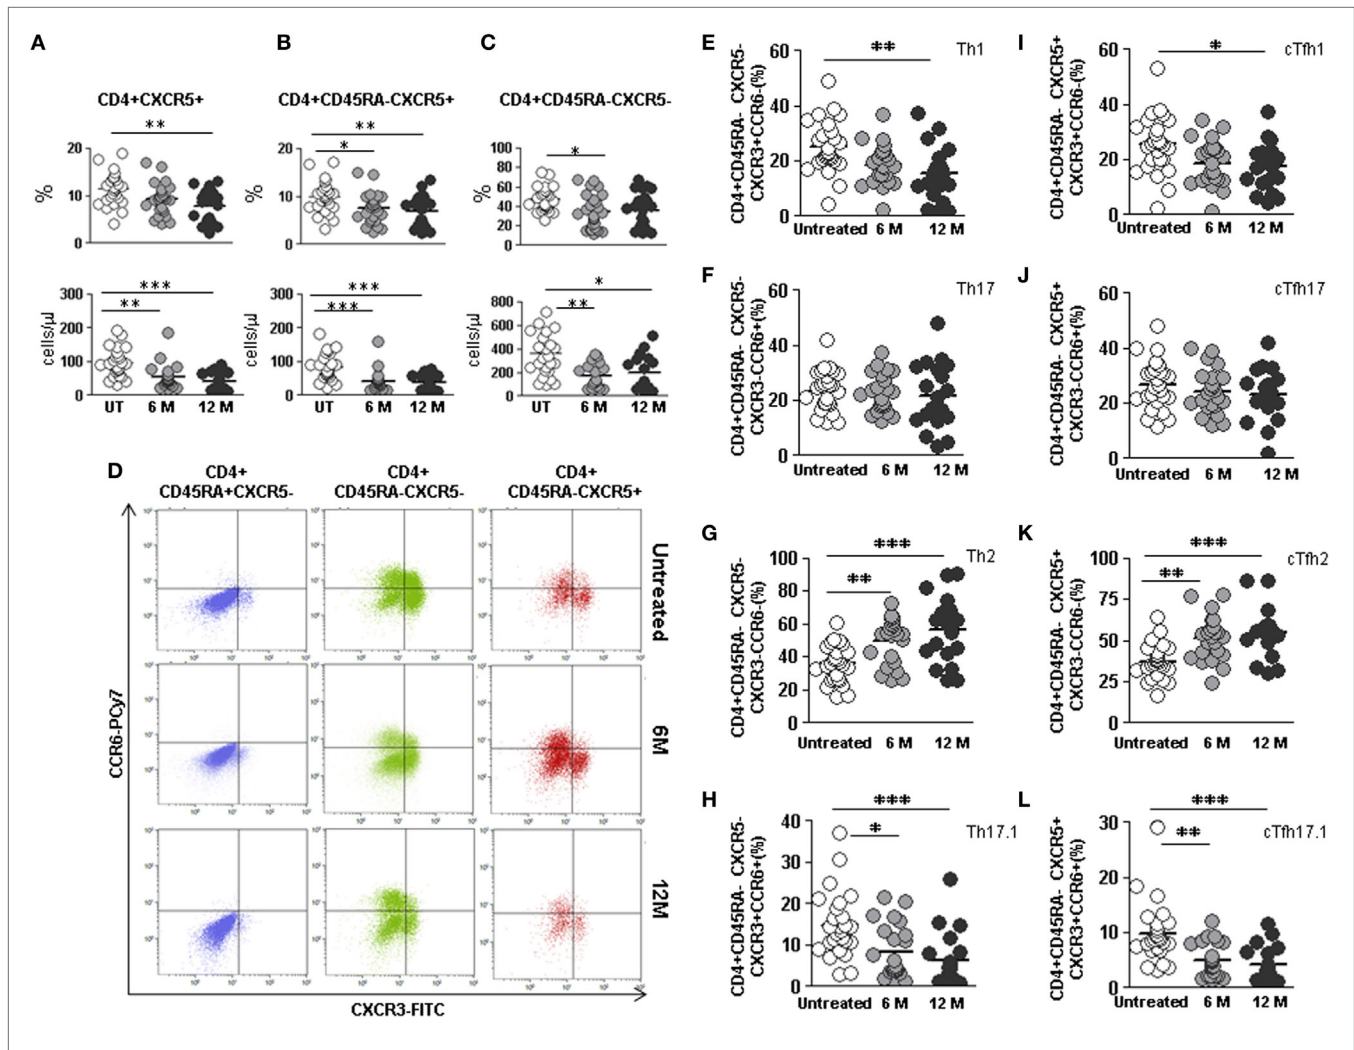 A
B
C
CD4+CXCR5+
CD4+CD45RA-CXCR5+
CD4+CD45RA-CXCR5-
**
**
*
*
20
10
0
%
20
10
0
%
100
80
60
40
20
0
%
***
**
***
***
*
**
300
200
100
0
cells/µl
300
200
100
0
cells/µl
800
600
400
200
0
cells/µl
UT 6 M 12 M
UT 6 M 12 M
UT 6 M 12 M
D
CD4+
CD45RA+CXCR5-
CD4+
CD45RA-CXCR5-
CD4+
CD45RA-CXCR5+
Untreated
6M
12M
CCR6-PCy7
CXCR3-FITC
E
Th1
**
CD4+CD45RA- CXCR5-
CXCR3+CCR6-(%)
60
40
20
0
Untreated 6 M 12 M
F
Th17
CD4+CD45RA- CXCR5-
CXCR3-CCR6+(%)
60
40
20
0
Untreated 6 M 12 M
G
Th2
***
**
CD4+CD45RA- CXCR5-
CXCR3-CCR6-(%)
100
80
60
40
20
0
Untreated 6 M 12 M
H
Th17.1
***
*
CD4+CD45RA- CXCR5-
CXCR3+CCR6+(%)
40
30
20
10
0
Untreated 6 M 12 M
I
cTfh1
*
CD4+CD45RA- CXCR5+
CXCR3+CCR6-(%)
60
40
20
0
Untreated 6 M 12 M
J
cTfh17
CD4+CD45RA- CXCR5+
CXCR3-CCR6+(%)
60
40
20
0
Untreated 6 M 12 M
K
cTfh2
***
**
CD4+CD45RA- CXCR5+
CXCR3-CCR6-(%)
100
75
50
25
0
Untreated 6 M 12 M
L
cTfh17.1
***
**
CD4+CD45RA- CXCR5+
CXCR3+CCR6+(%)
30
20
10
0
Untreated 6 M 12 M